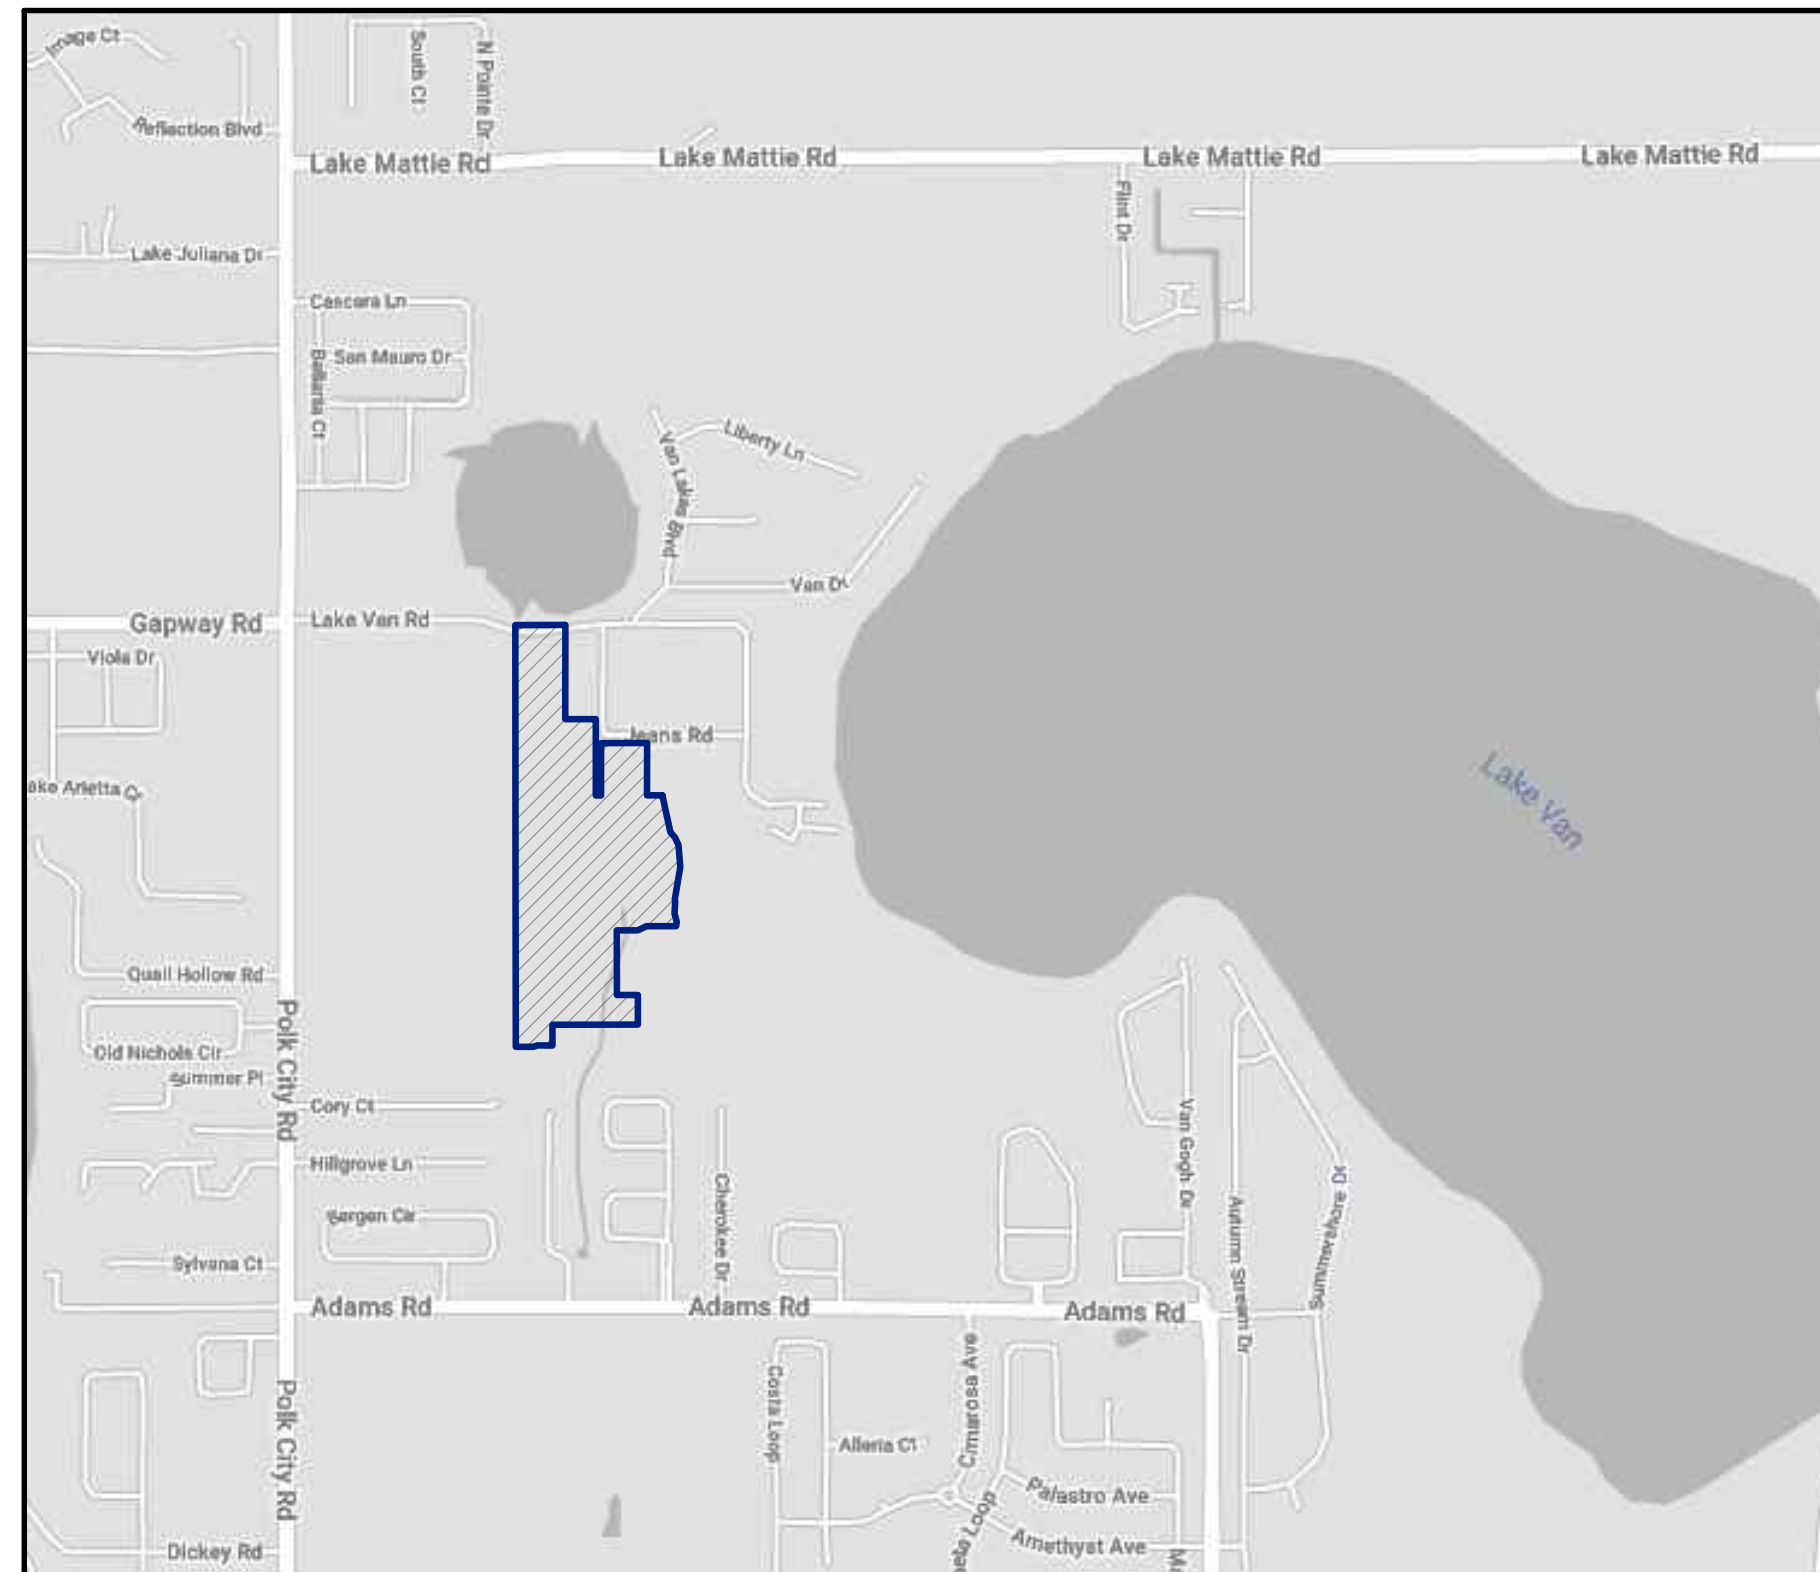 Image Ct
South Ct
N Pointe Dr
Reflection Blvd
Lake Mattie Rd
Lake Mattie Rd
Lake Mattie Rd
Lake Mattie Rd
Flint Dr
Lake Juliana Dr
Cascara Ln
San Mauro Dr
Liberty Ln
Van Lakes Blvd
Van Dr
Gapway Rd
Lake Van Rd
Viola Dr
Jeans Rd
ake Arietta C
Lake Van
Quail Hollow Rd
Polk City Rd
Old Nichols Cir
Summer Pl
Cory Ct
Hillgrove Ln
Bergen Cir
Sylvana Ct
Cherokee Dr
Van Gogh Dr
Autumn Stream Dr
Summershore Dr
Adams Rd
Adams Rd
Adams Rd
Polk City Rd
Costa Loop
Cimarosa Ave
Alleria Ct
Palastro Ave
Amethyst Ave
Loop
Dickey Rd